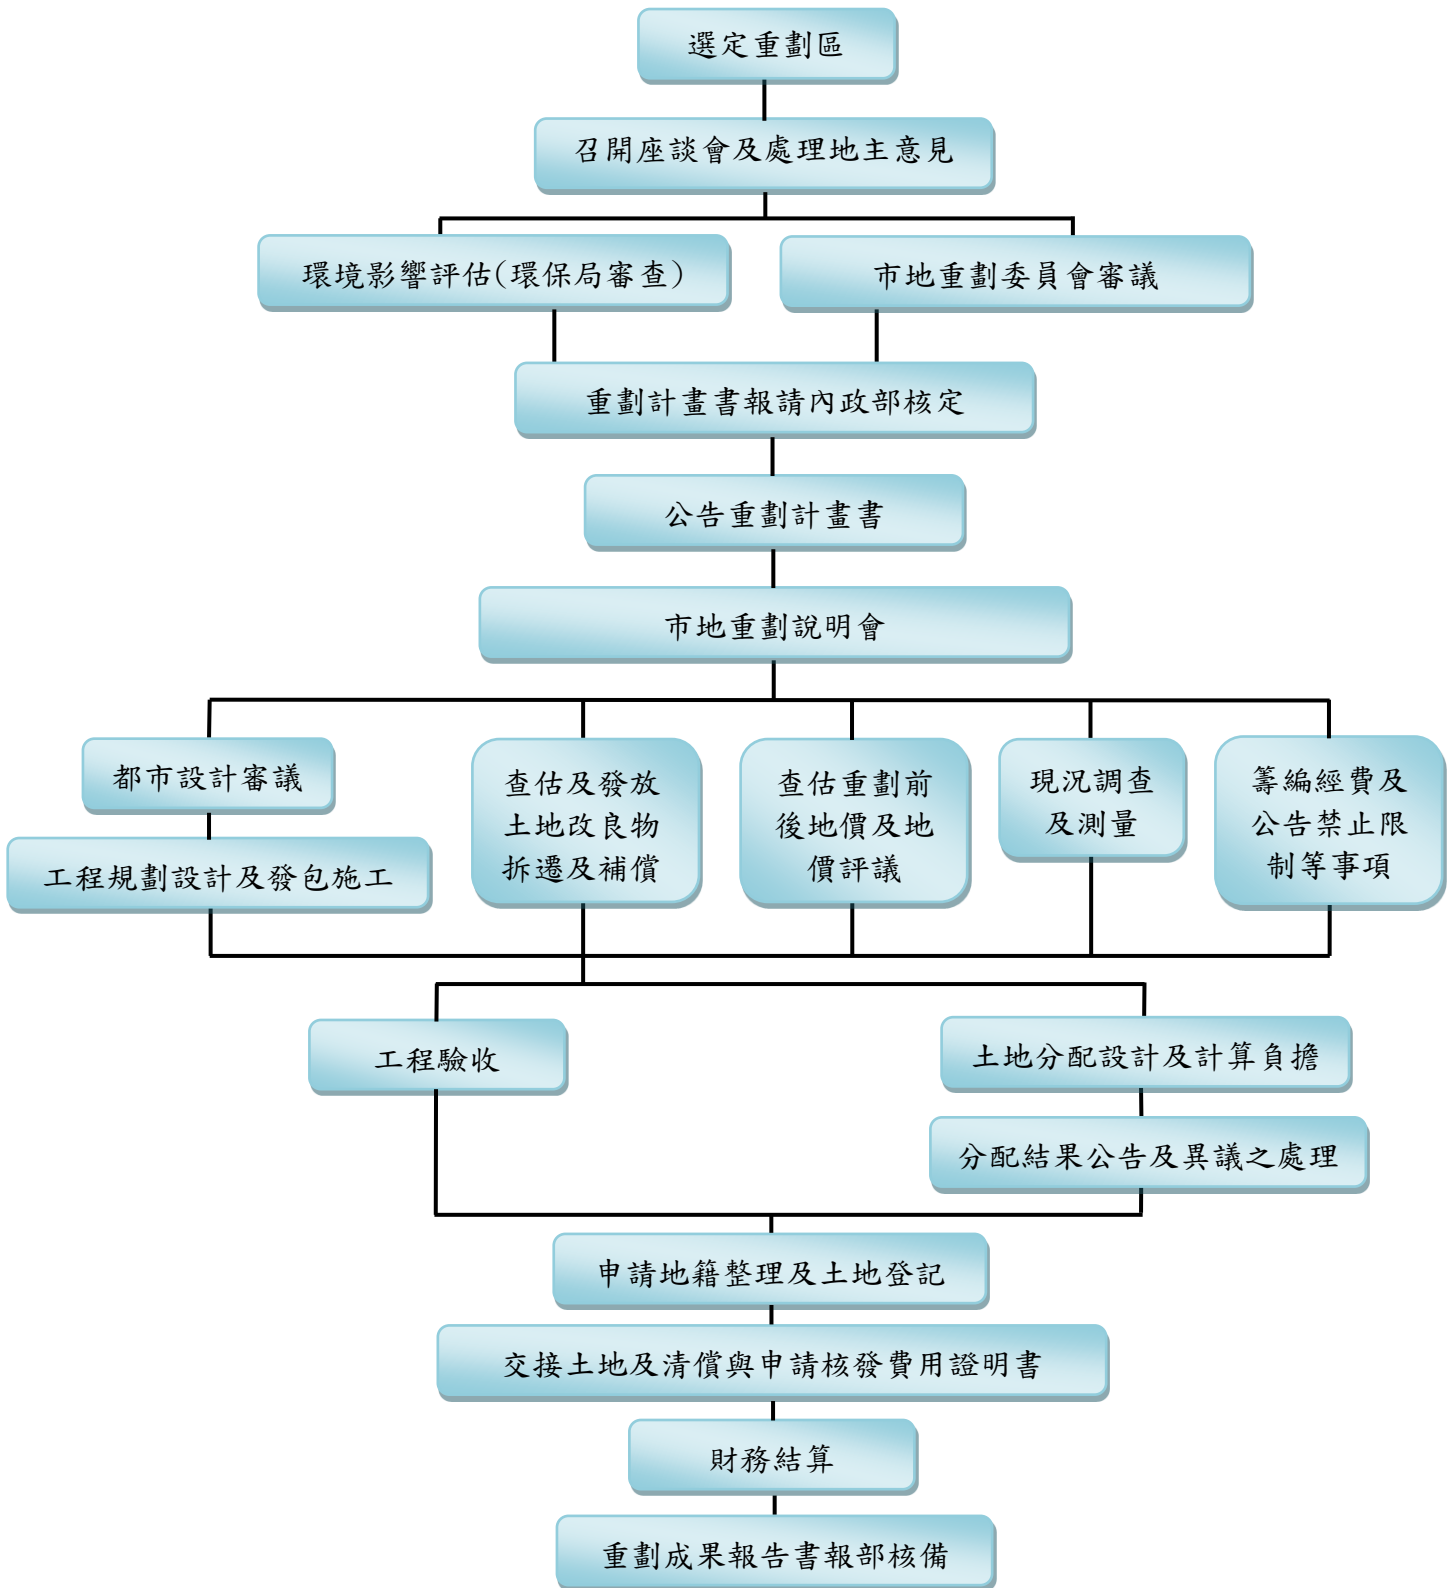 選定重劃區
召開座談會及處理地主意見
環境影響評估(環保局審查)
市地重劃委員會審議
重劃計畫書報請內政部核定
公告重劃計畫書
市地重劃說明會
都市設計審議
工程規劃設計及發包施工
查估及發放
土地改良物
拆遷及補償
查估重劃前
後地價及地
價評議
現況調查
及測量
籌編經費及
公告禁止限
制等事項
工程驗收
土地分配設計及計算負擔
分配結果公告及異議之處理
申請地籍整理及土地登記
交接土地及清償與申請核發費用證明書
財務結算
重劃成果報告書報部核備